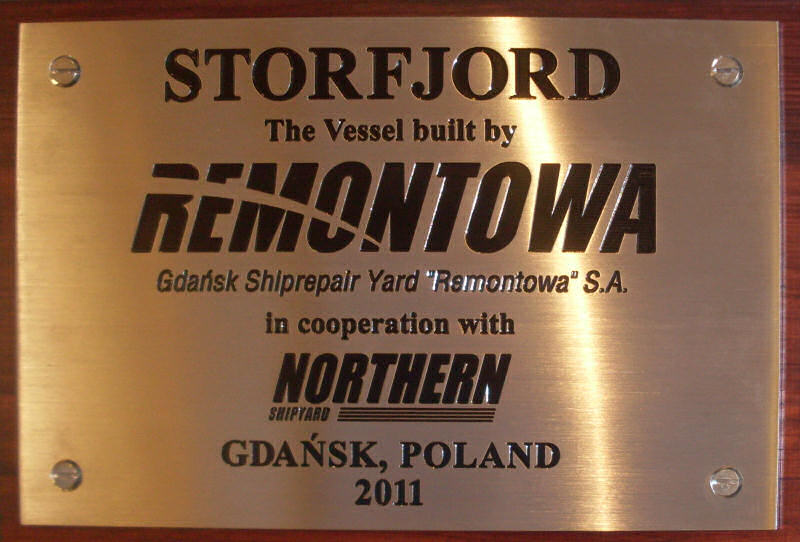 STORFJORD
The Vessel built by
REMONTOWA
Gdańsk Shiprepair Yard "Remontowa" S.A.
in cooperation with
NORTHERN
SHIPYARD
GDAŃSK, POLAND
2011